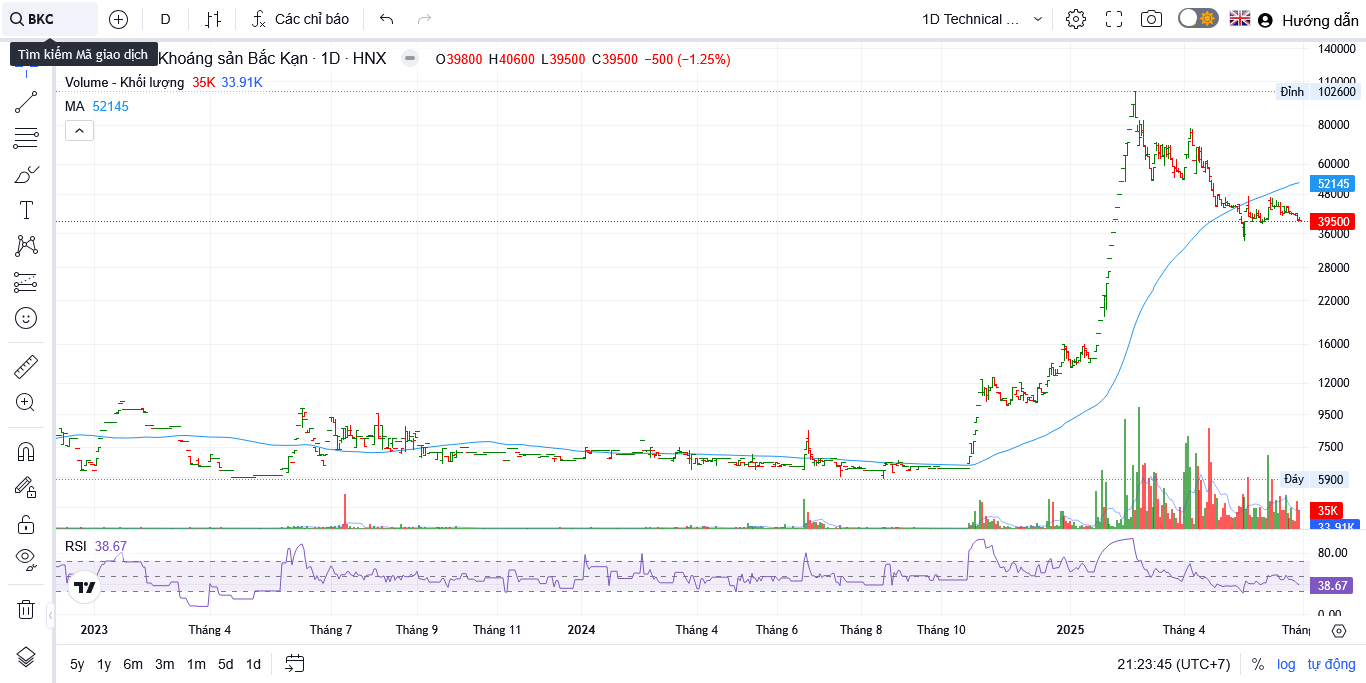 BKC
D
Các chỉ báo
1D Technical ...
Hướng dẫn
Tìm kiếm Mã giao dịch
Khoáng sản Bắc Kạn · 1D · HNX
O39800 H40600 L39500 C39500 −500 (−1.25%)
Volume - Khối lượng 35K 33.91K
MA 52145
140000
110000
Đỉnh 102600
80000
60000
52145
48000
39500
36000
28000
22000
16000
12000
9500
7500
Đáy 5900
35K
33.91K
RSI 38.67
80.00
38.67
0.00
2023 Tháng 4 Tháng 7 Tháng 9 Tháng 11 2024 Tháng 4 Tháng 6 Tháng 8 Tháng 10 2025 Tháng 4 Tháng
5y 1y 6m 3m 1m 5d 1d
21:23:45 (UTC+7) % log tự động